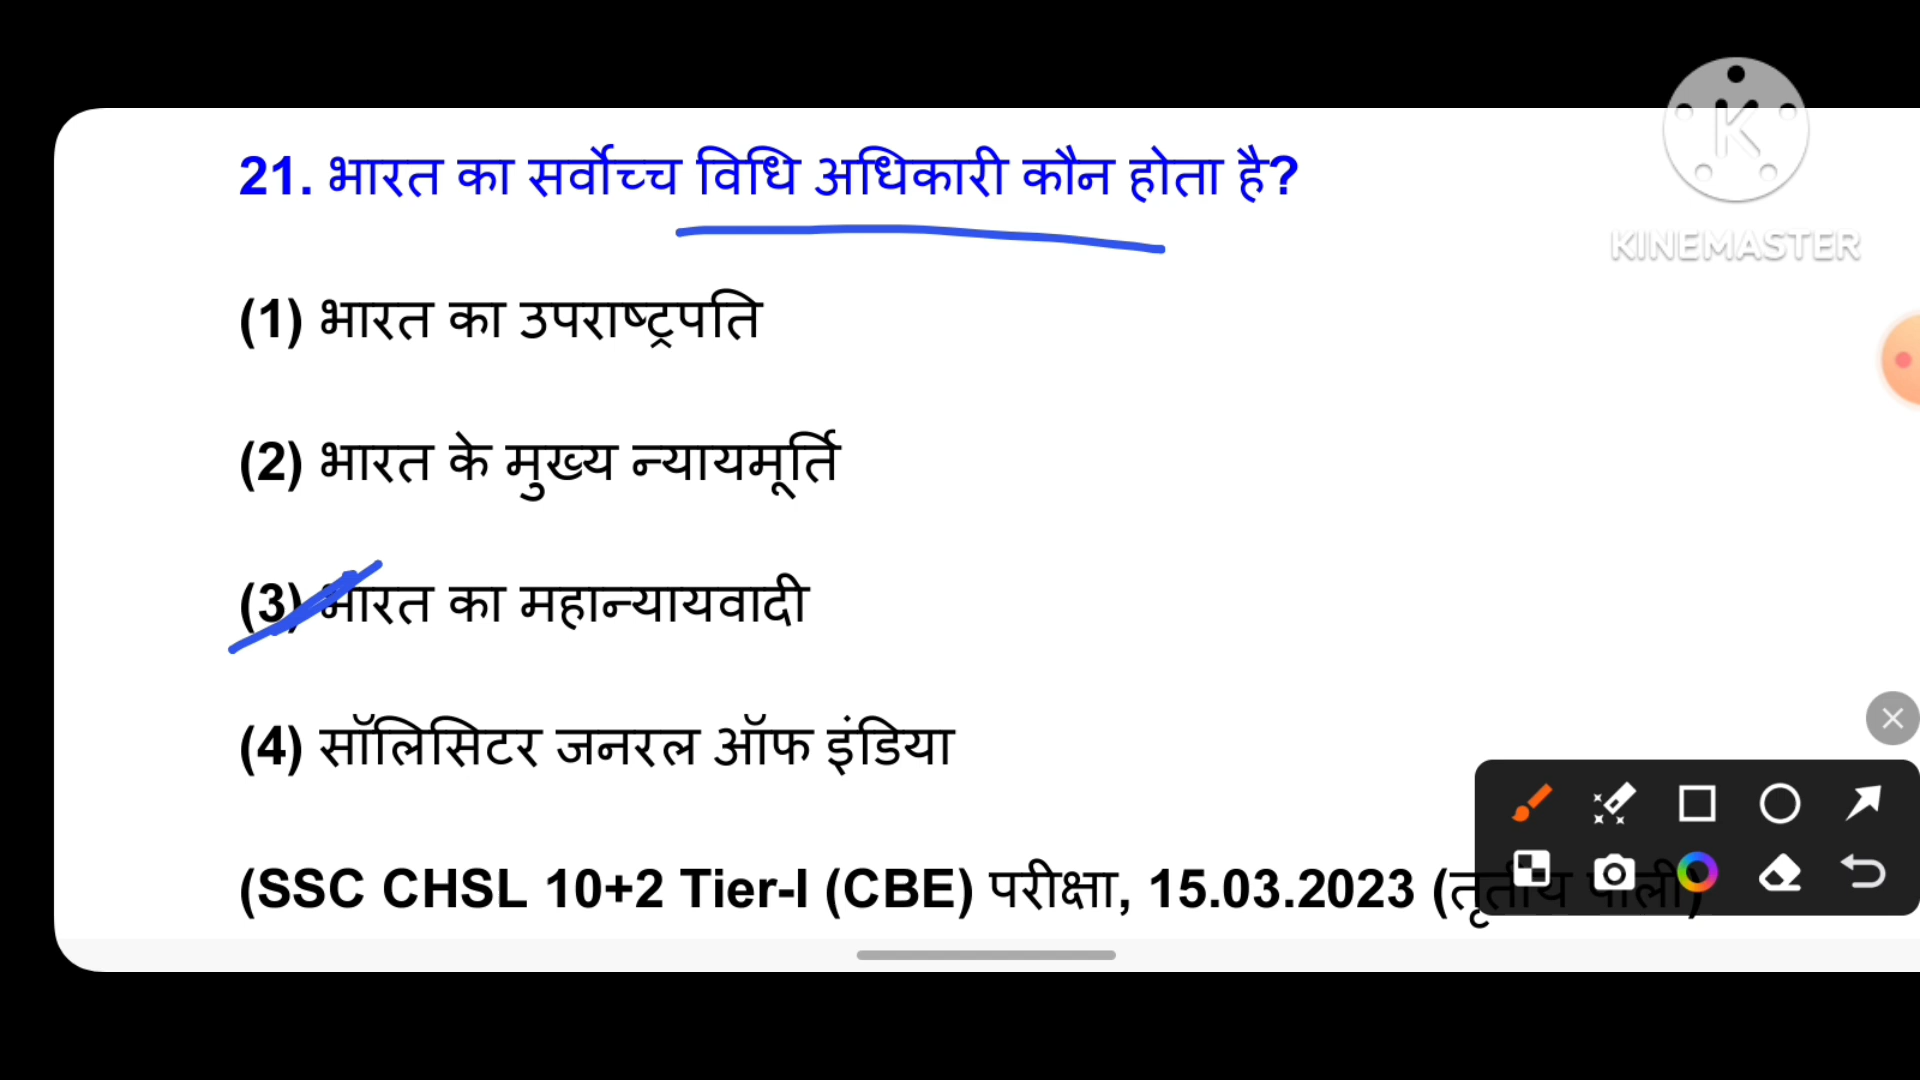 21. भारत का सर्वोच्च विधि अधिकारी कौन होता है?
KINEMASTER
(1) भारत का उपराष्ट्रपति
(2) भारत के मुख्य न्यायमूर्ति
(3) भारत का महान्यायवादी
(4) सॉलिसिटर जनरल ऑफ इंडिया
(SSC CHSL 10+2 Tier-I (CBE) परीक्षा, 15.03.2023 (तृतीय पाली)